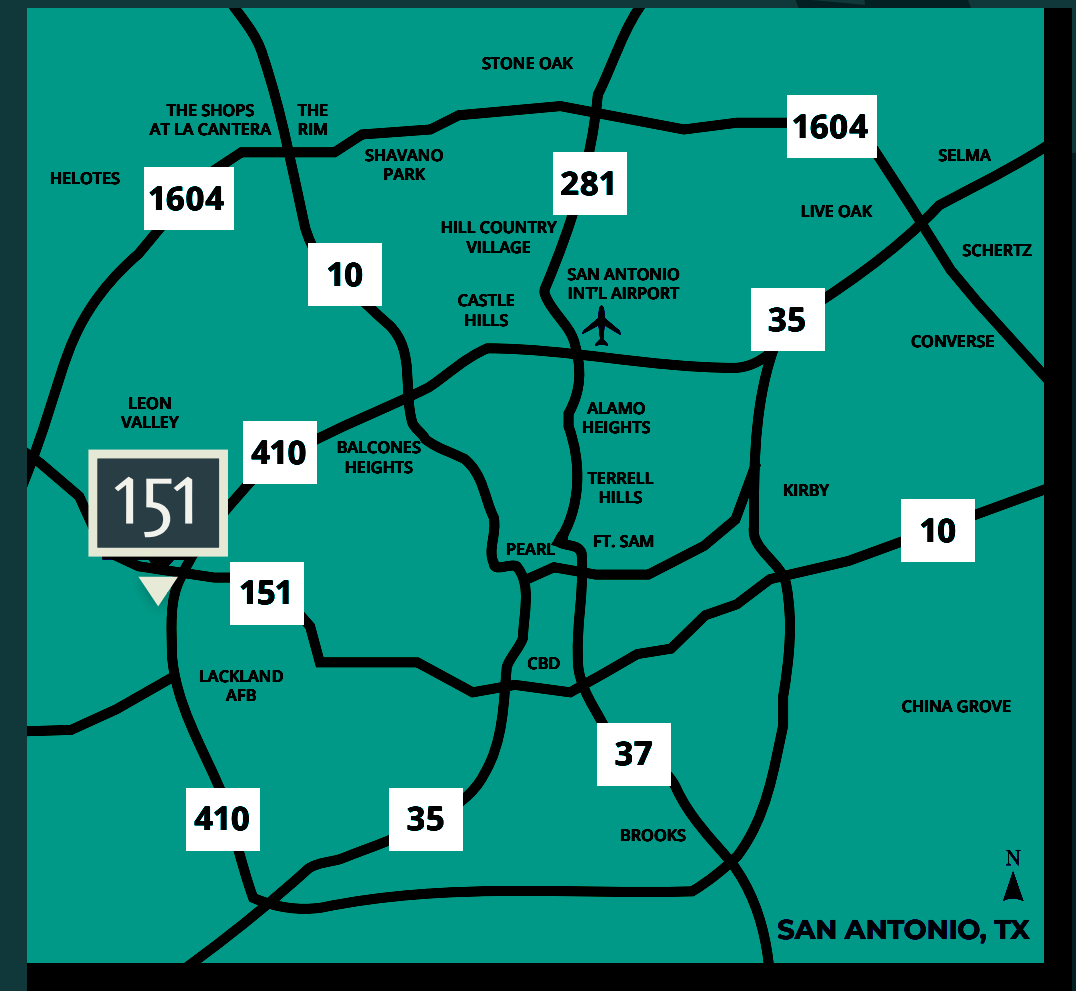 STONE OAK
THE SHOPS
AT LA CANTERA
THE
RIM
1604
SHAVANO
PARK
SELMA
HELOTES
1604
281
LIVE OAK
HILL COUNTRY
VILLAGE
SCHERTZ
10
SAN ANTONIO
INT'L AIRPORT
CASTLE
HILLS
35
CONVERSE
LEON
VALLEY
ALAMO
HEIGHTS
410
BALCONES
HEIGHTS
151
TERRELL
HILLS
KIRBY
10
PEARL
FT. SAM
151
CBD
LACKLAND
AFB
CHINA GROVE
37
410
35
BROOKS
N
SAN ANTONIO, TX